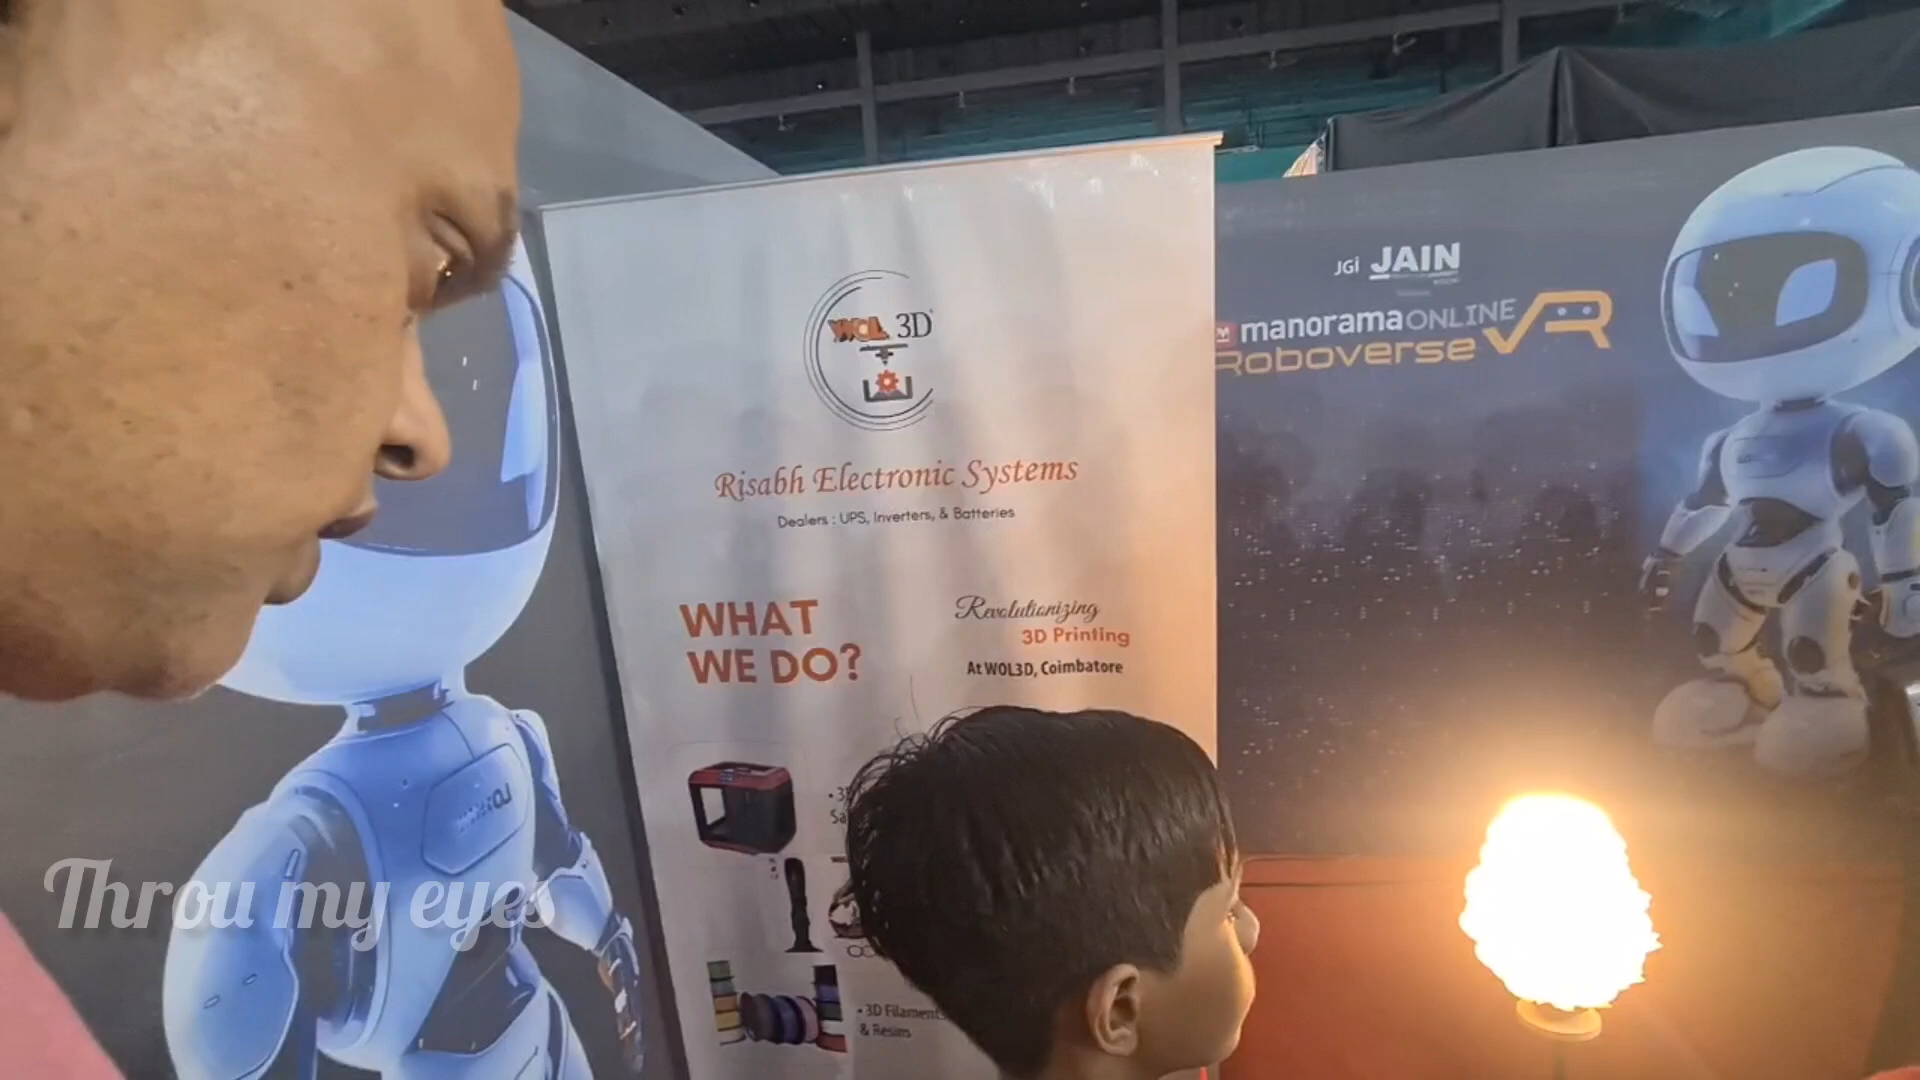 WOL 3D
Risabh Electronic Systems
Dealers : UPS, Inverters, & Batteries
WHAT
WE DO?
Revolutionizing
3D Printing
At WOL3D, Coimbatore
• 3D Filaments
& Resins
JGi JAIN
manorama ONLINE
Roboverse VR
Throu my eyes